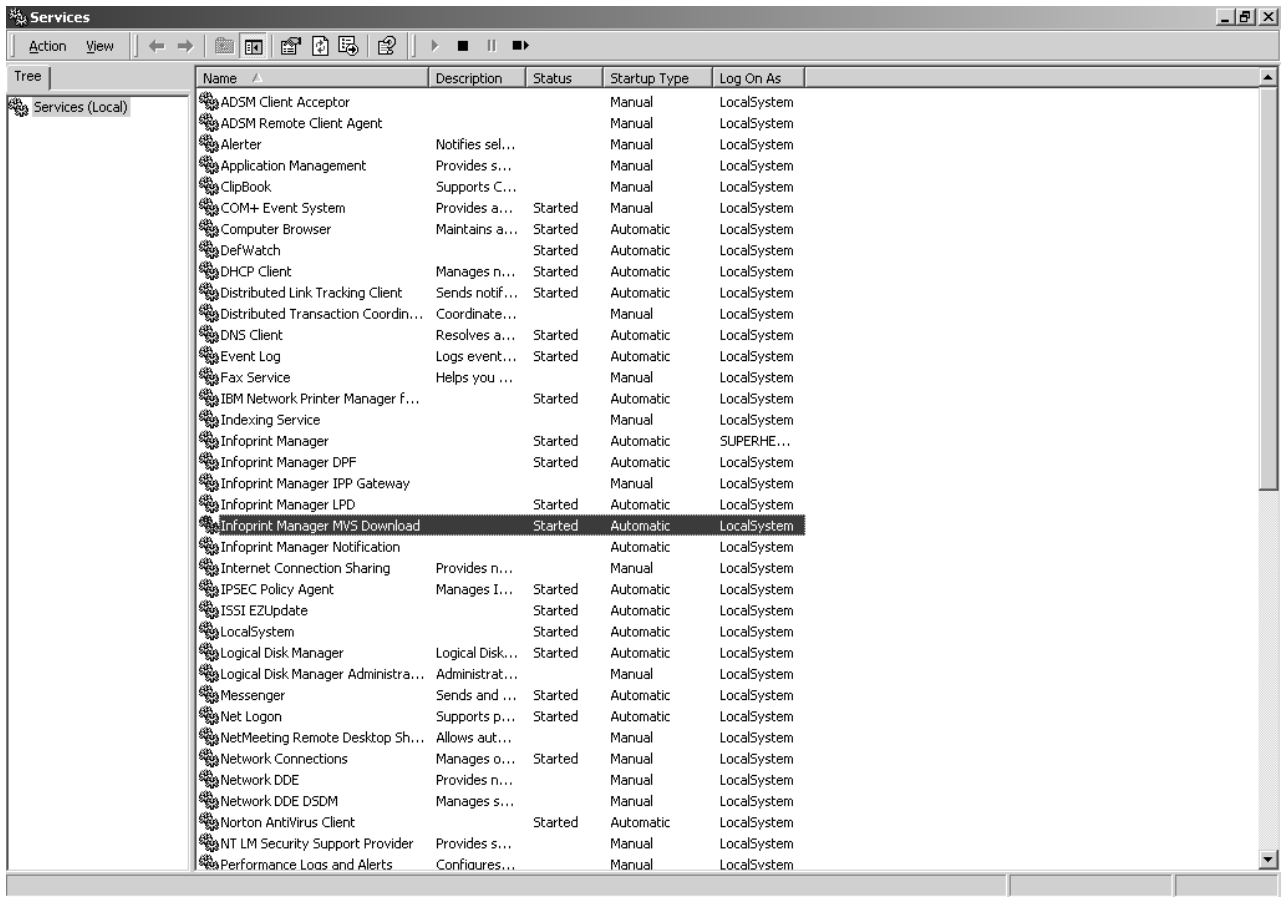 Services
Action View
Tree
Name Description Status Startup Type Log On As
Services (Local)
ADSM Client Acceptor Manual LocalSystem
ADSM Remote Client Agent Manual LocalSystem
Alerter Notifies sel... Manual LocalSystem
Application Management Provides s... Manual LocalSystem
ClipBook Supports C... Manual LocalSystem
COM+ Event System Provides a... Started Manual LocalSystem
Computer Browser Maintains a... Started Automatic LocalSystem
DefWatch Started Automatic LocalSystem
DHCP Client Manages n... Started Automatic LocalSystem
Distributed Link Tracking Client Sends notif... Started Automatic LocalSystem
Distributed Transaction Coordin... Coordinate... Manual LocalSystem
DNS Client Resolves a... Started Automatic LocalSystem
Event Log Logs event... Started Automatic LocalSystem
Fax Service Helps you ... Manual LocalSystem
IBM Network Printer Manager f... Started Automatic LocalSystem
Indexing Service Manual LocalSystem
Infoprint Manager Started Automatic SUPERHE...
Infoprint Manager DPF Started Automatic LocalSystem
Infoprint Manager IPP Gateway Manual LocalSystem
Infoprint Manager LPD Started Automatic LocalSystem
Infoprint Manager MVS Download Started Automatic LocalSystem
Infoprint Manager Notification Automatic LocalSystem
Internet Connection Sharing Provides n... Manual LocalSystem
IPSEC Policy Agent Manages I... Started Automatic LocalSystem
ISSI EZUpdate Started Automatic LocalSystem
LocalSystem Started Automatic LocalSystem
Logical Disk Manager Logical Disk... Started Automatic LocalSystem
Logical Disk Manager Administra... Administrat... Manual LocalSystem
Messenger Sends and ... Started Automatic LocalSystem
Net Logon Supports p... Started Automatic LocalSystem
NetMeeting Remote Desktop Sh... Allows aut... Manual LocalSystem
Network Connections Manages o... Started Manual LocalSystem
Network DDE Provides n... Manual LocalSystem
Network DDE DSDM Manages s... Manual LocalSystem
Norton AntiVirus Client Started Automatic LocalSystem
NT LM Security Support Provider Provides s... Manual LocalSystem
Performance Logs and Alerts Configures... Manual LocalSystem